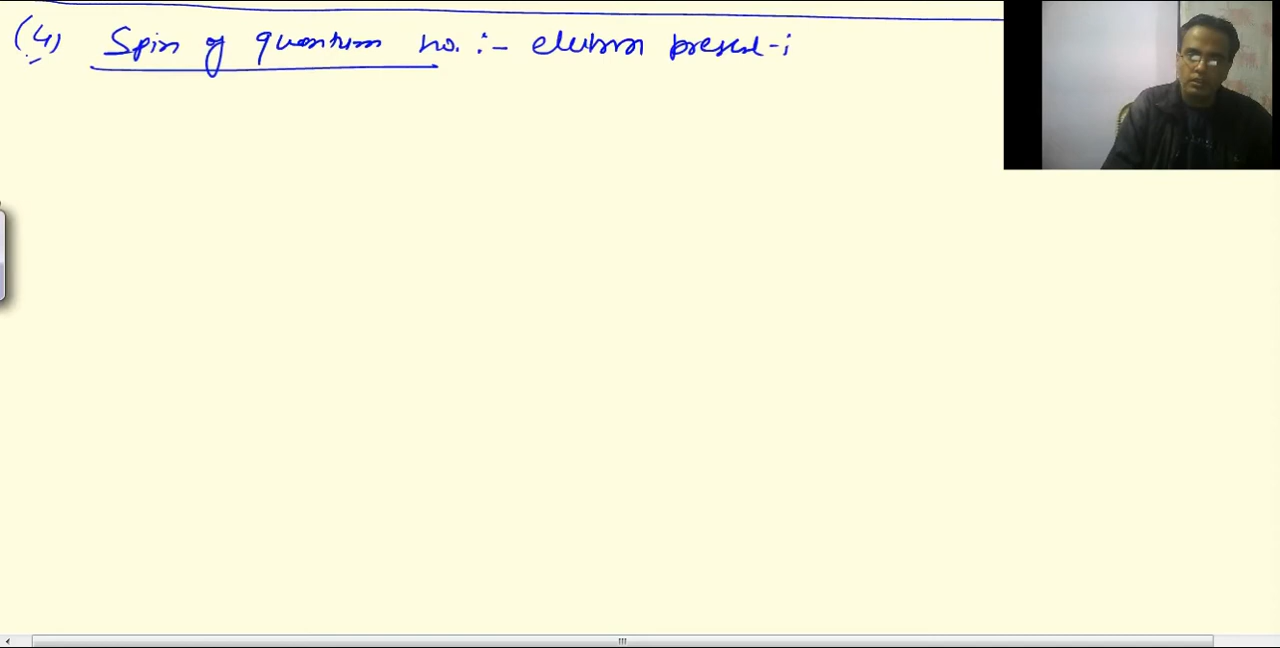 (4) Spin of quantum no. :- electron present - i